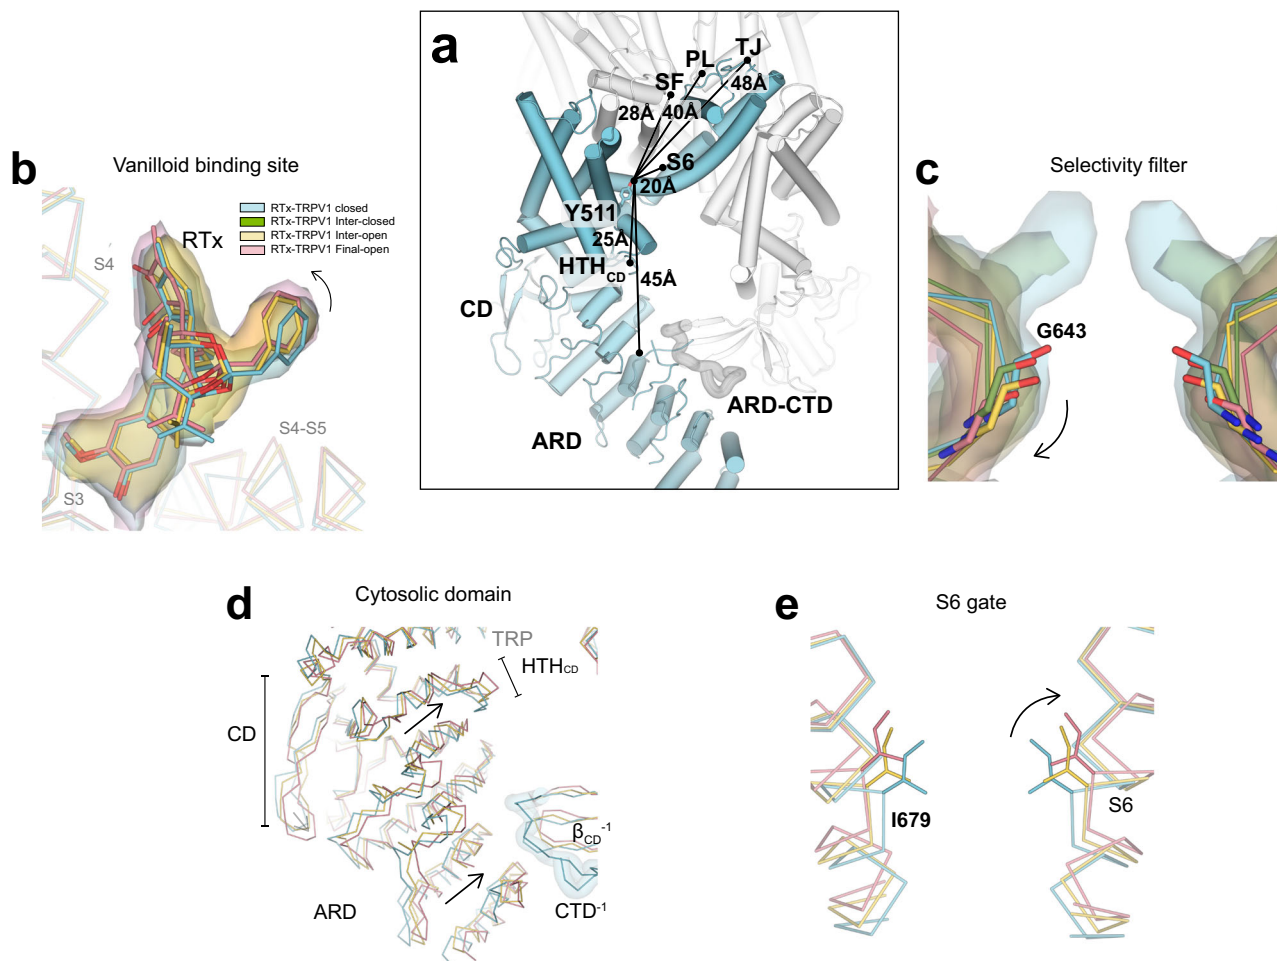 a
TJ
PL
SF
48Å
28Å
40Å
S6
20Å
Y511
25Å
HTHCD
45Å
CD
ARD-CTD
ARD
b
Vanilloid binding site
RTx-TRPV1 closed
RTx-TRPV1 Inter-closed
RTx-TRPV1 Inter-open
RTx-TRPV1 Final-open
RTx
S4
S4-S5
S3
c
Selectivity filter
G643
d
Cytosolic domain
TRP
HTHCD
CD
βCD-1
ARD
CTD-1
e
S6 gate
I679
S6